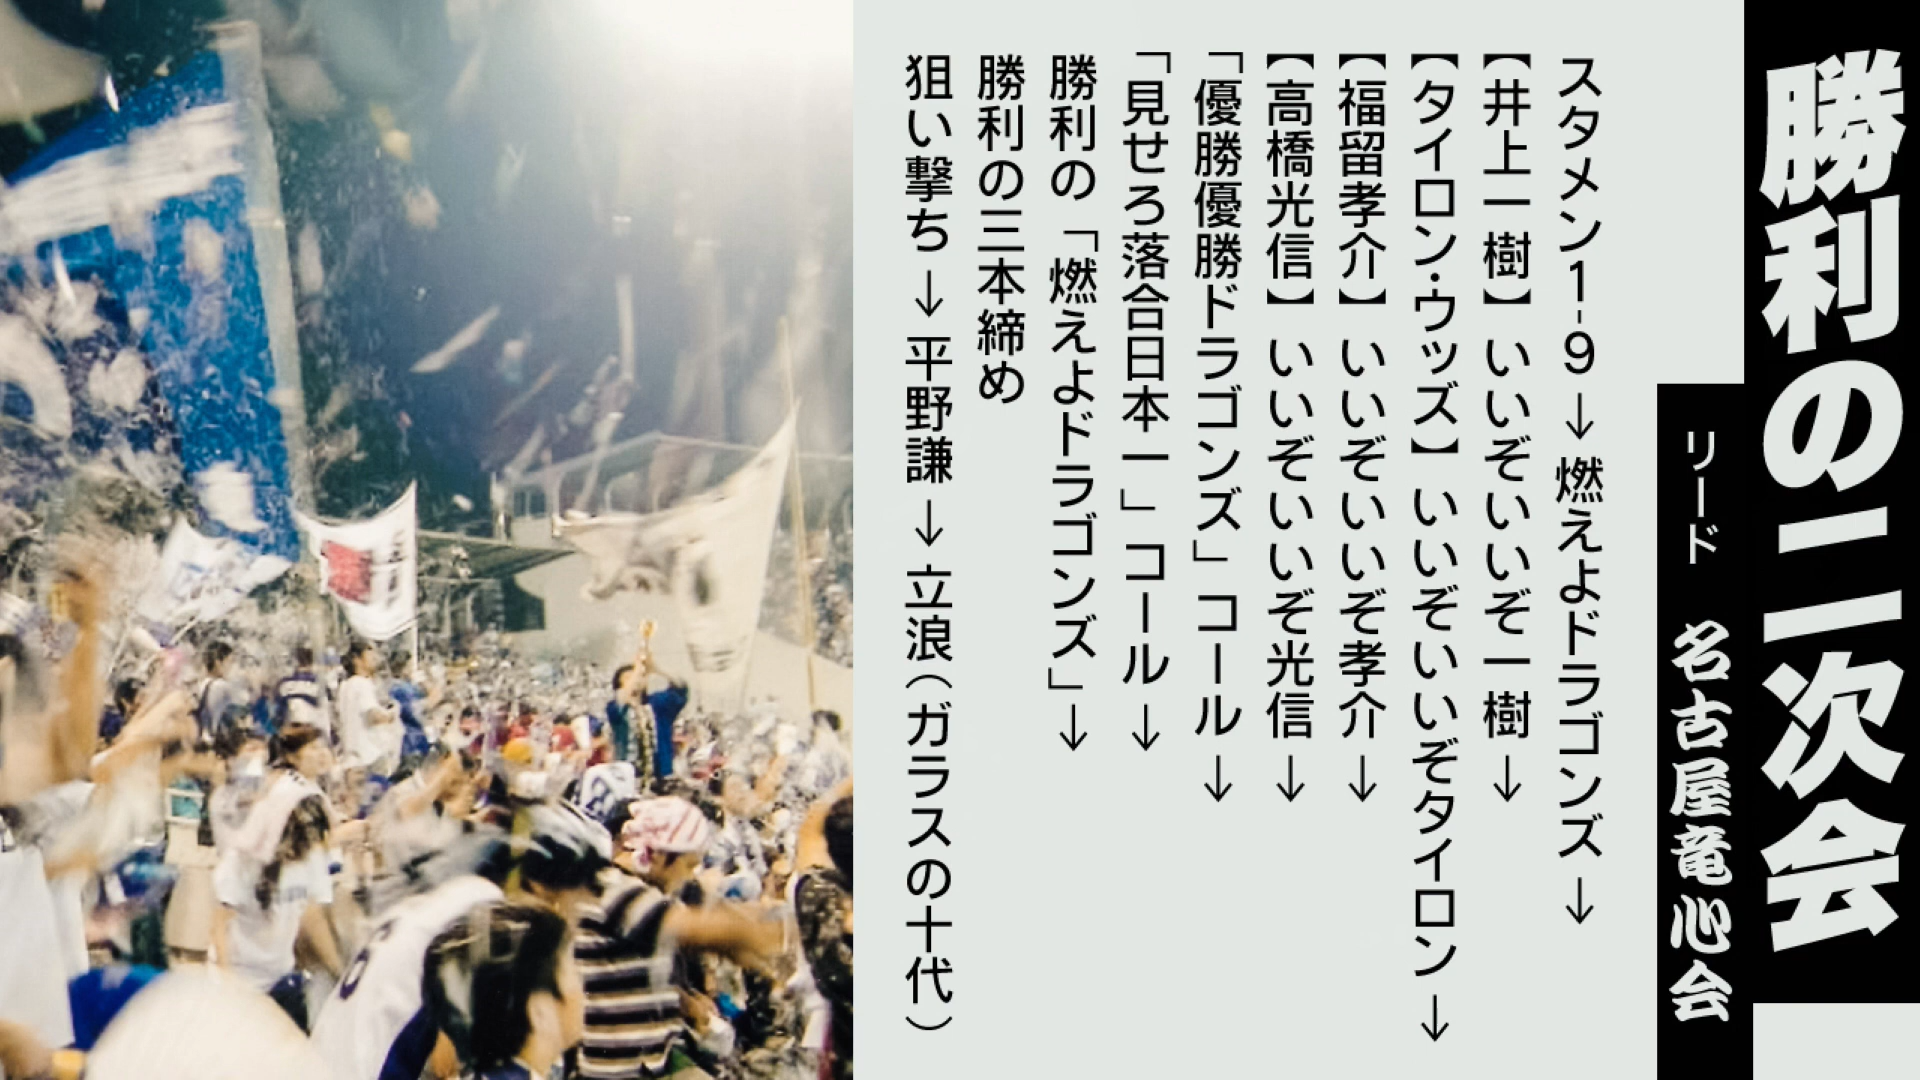 勝利の二次会
リード 名古屋竜心会
スタメン1-9→燃えよドラゴンズ→
【井上一樹】いいぞいいぞ一樹→
【タイロン・ウッズ】いいぞいいぞタイロン→
【福留孝介】いいぞいいぞ孝介→
【高橋光信】いいぞいいぞ光信→
「優勝優勝ドラゴンズ」コール→
「見せろ落合日本一」コール→
勝利の「燃えよドラゴンズ」→
勝利の三本締め
狙い撃ち→平野謙→立浪(ガラスの十代)